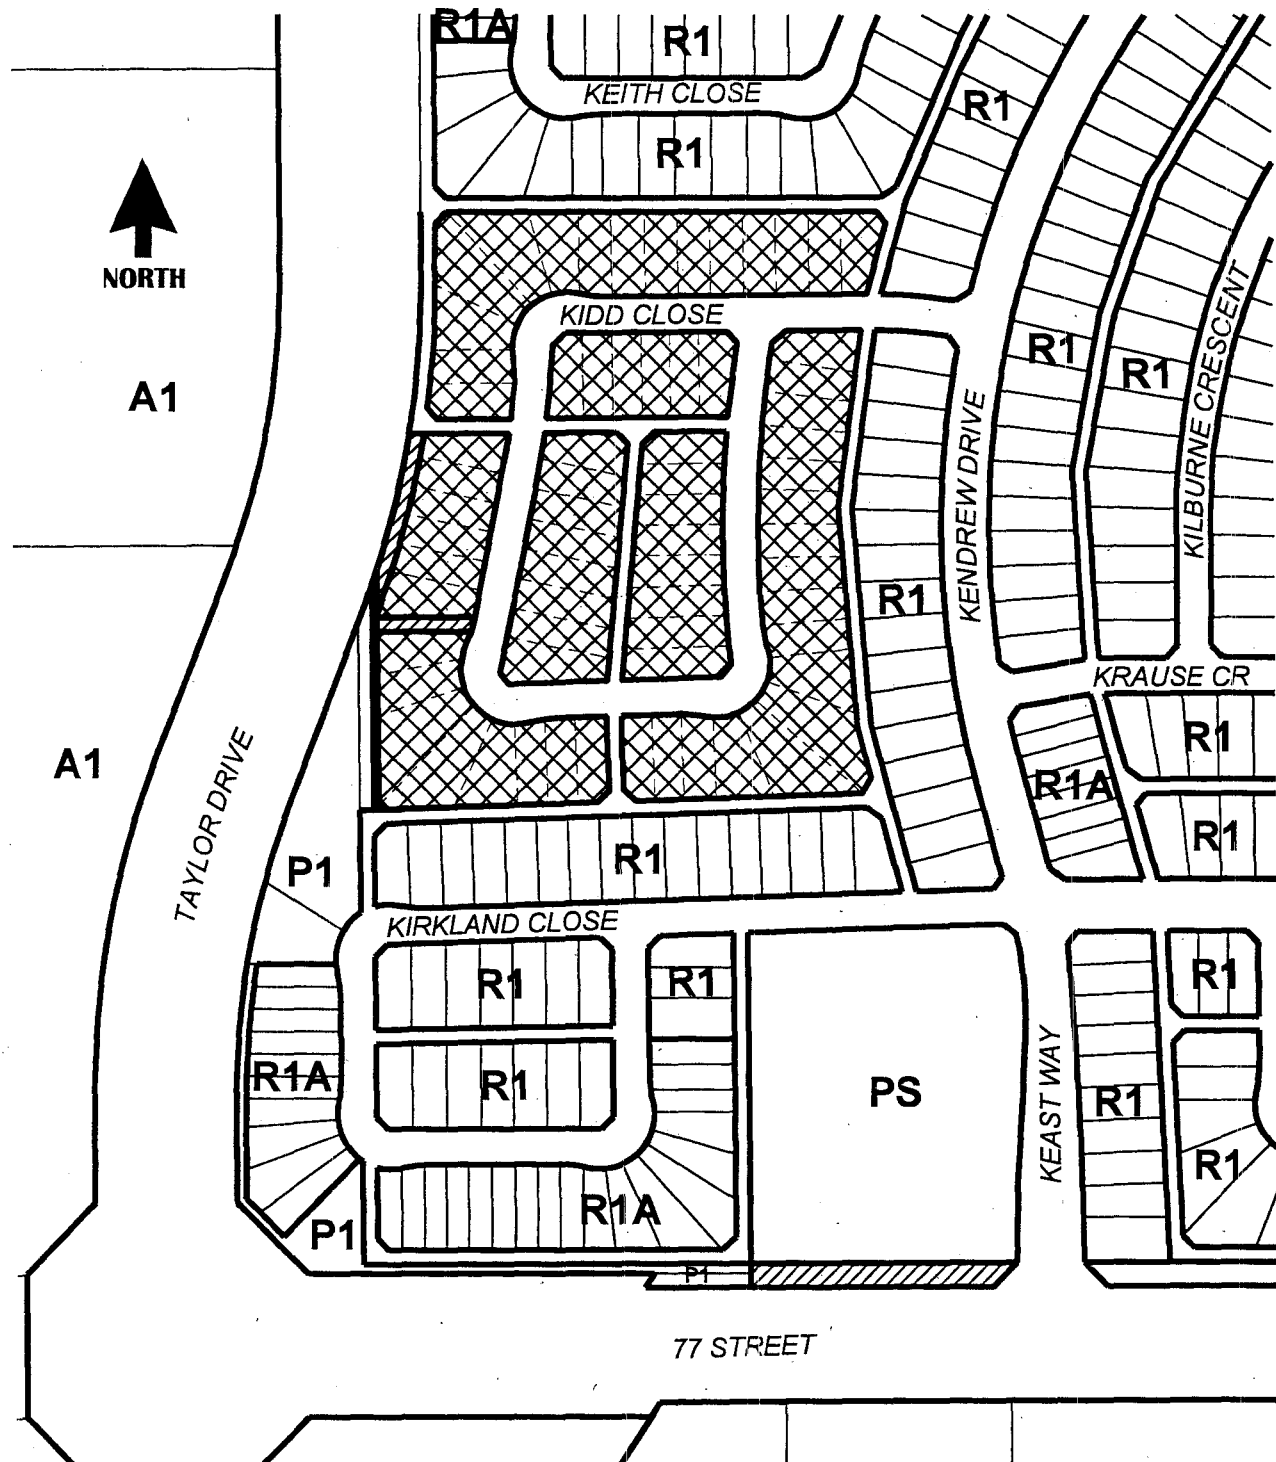 R1A
R1
KEITH CLOSE
R1
R1
NORTH
KIDD CLOSE
A1
R1
R1
KILBURNE CRESCENT
KENDREW DRIVE
R1
KRAUSE CR
TAYLOR DRIVE
A1
R1
R1A
R1
P1
R1
KIRKLAND CLOSE
R1
R1
R1
R1A
R1
PS
KEAST WAY
R1
R1
P1
R1A
P1
77 STREET